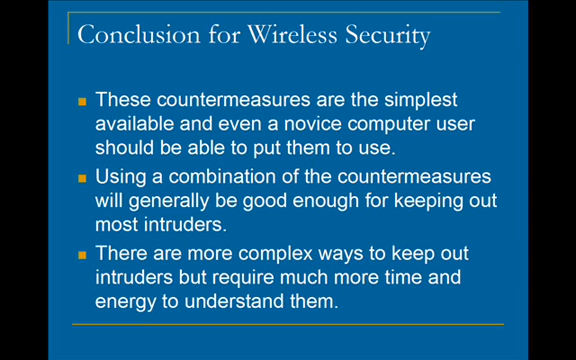 Conclusion for Wireless Security
These countermeasures are the simplest
available and even a novice computer user
should be able to put them to use.
Using a combination of the countermeasures
will generally be good enough for keeping out
most intruders.
There are more complex ways to keep out
intruders but require much more time and
energy to understand them.